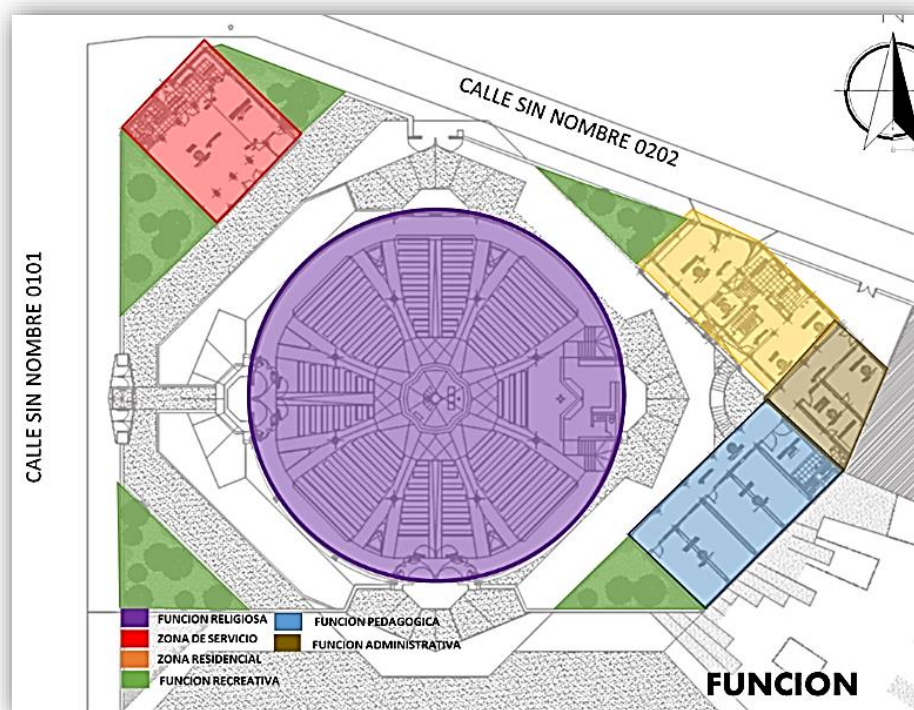 N
CALLE SIN NOMBRE 0202
CALLE SIN NOMBRE 0101
FUNCION RELIGIOSA
ZONA DE SERVICIO
ZONA RESIDENCIAL
FUNCION RECREATIVA
FUNCION PEDAGOGICA
FUNCION ADMINISTRATIVA
FUNCION